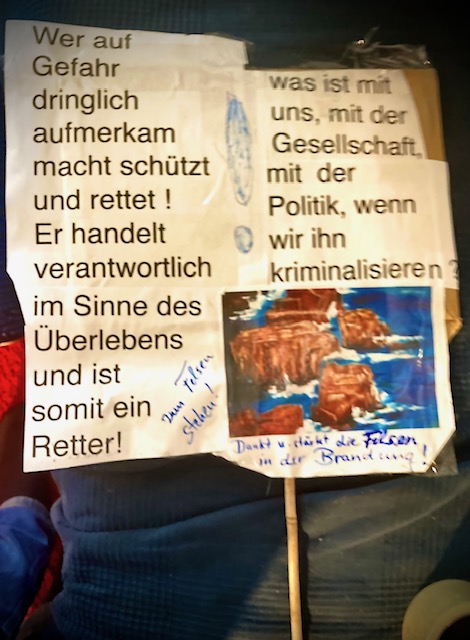 Wer auf
Gefahr
dringlich
aufmerkam
macht schützt
und rettet !
Er handelt
verantwortlich
im Sinne des
Überlebens
und ist
somit ein
Retter!
zum Felsen
stehen!
was ist mit
uns, mit der
Gesellschaft,
mit der
Politik, wenn
wir ihn
kriminalisieren ?
!
Dankt u. stärkt die Felsen
in der Brandung!